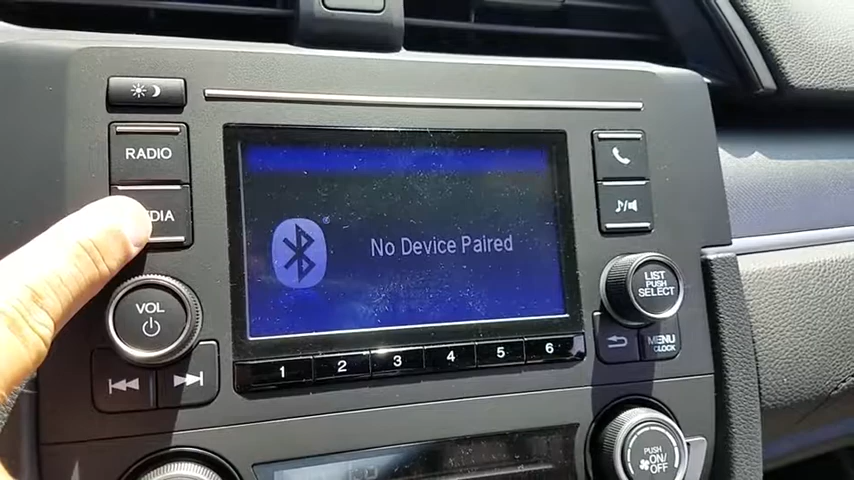 RADIO
DIA
No Device Paired
VOL
LIST
PUSH
SELECT
MENU
CLOCK
1 2 3 4 5 6
PUSH
ON/
OFF